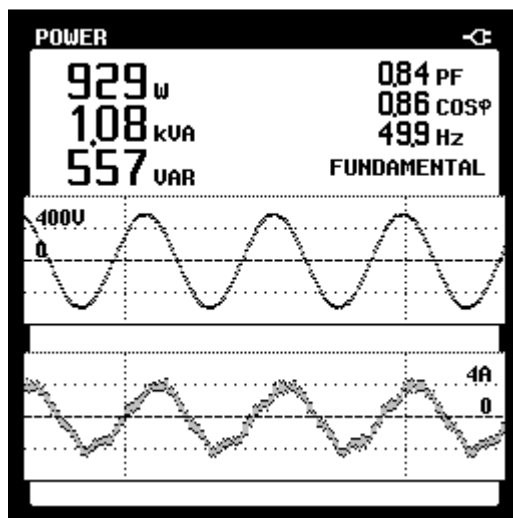 POWER
929 W
1.08 kVA
557 VAR
0.84 PF
0.86 COSφ
49.9 Hz
FUNDAMENTAL
400V
0
4A
0